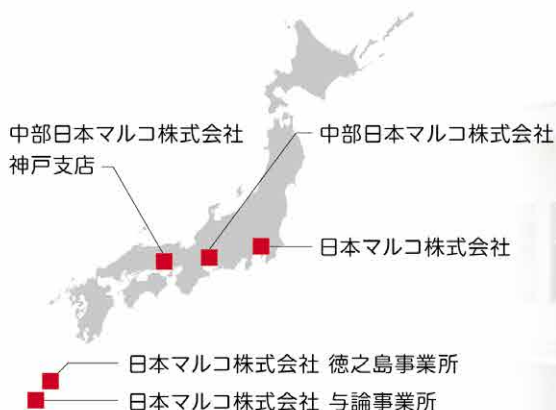 中部日本マルコ株式会社
神戸支店
中部日本マルコ株式会社
日本マルコ株式会社
日本マルコ株式会社 徳之島事業所
日本マルコ株式会社 与論事業所